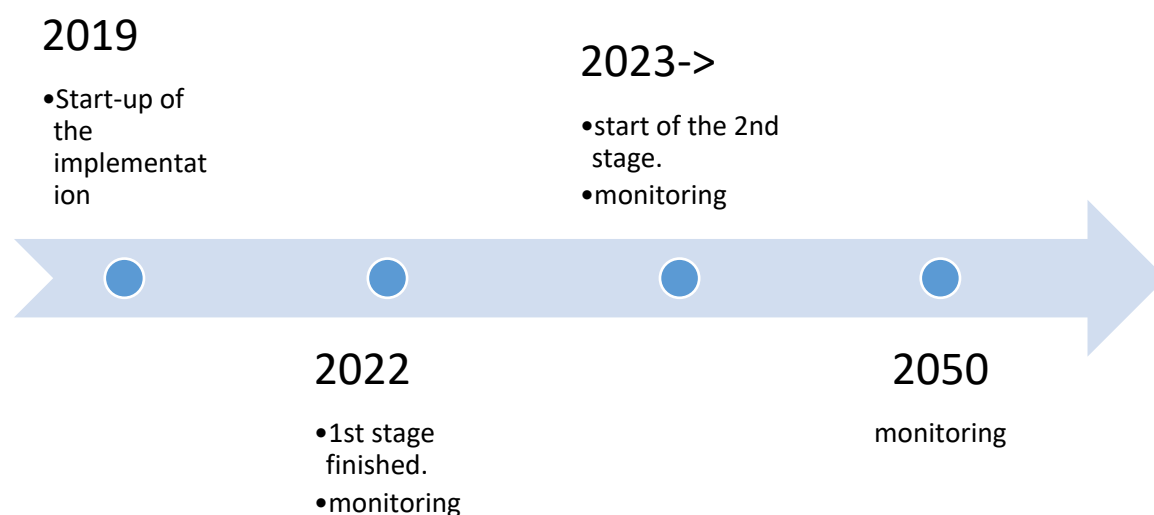 2019
•Start-up of
the
implementat
ion
2023->
•start of the 2nd
stage.
•monitoring
2022
•1st stage
finished.
•monitoring
2050
monitoring